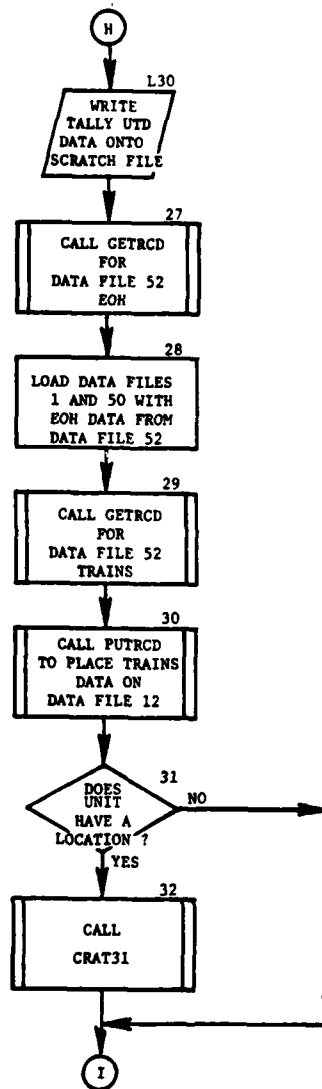 H
L30
WRITE
TALLY UTD
DATA ONTO
SCRATCH FILE
27
CALL GETRCD
FOR
DATA FILE 52
EOH
28
LOAD DATA FILES
1 AND 50 WITH
EOH DATA FROM
DATA FILE 52
29
CALL GETRCD
FOR
DATA FILE 52
TRAINS
30
CALL PUTRCD
TO PLACE TRAINS
DATA ON
DATA FILE 12
31
DOES
UNIT
HAVE A
LOCATION ?
NO
YES
32
CALL
CRAT31
I